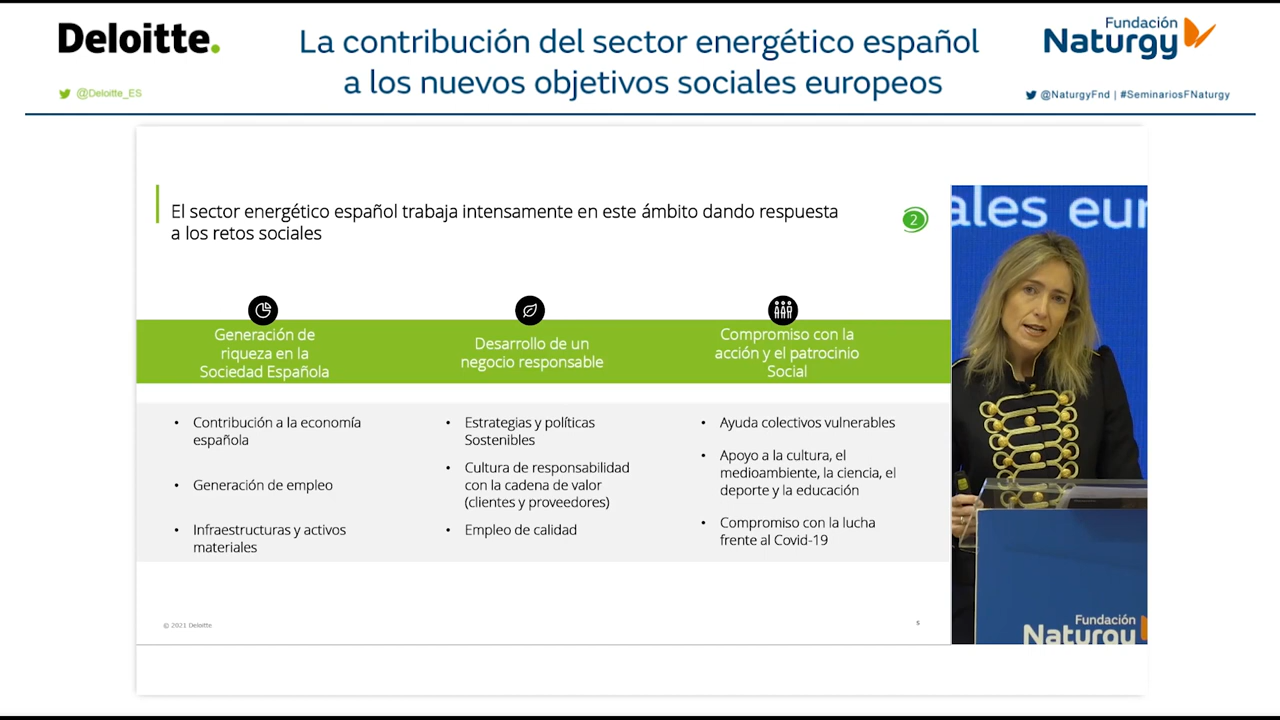 Deloitte.
@Deloitte_ES
La contribución del sector energético español
a los nuevos objetivos sociales europeos
Fundación
Naturgy
@NaturgyFnd | #SeminariosFNaturgy
El sector energético español trabaja intensamente en este ámbito dando respuesta
a los retos sociales
2
Generación de
riqueza en la
Sociedad Española
Desarrollo de un
negocio responsable
Compromiso con la
acción y el patrocinio
Social
• Contribución a la economía
española
• Generación de empleo
• Infraestructuras y activos
materiales
• Estrategias y políticas
Sostenibles
• Cultura de responsabilidad
con la cadena de valor
(clientes y proveedores)
• Empleo de calidad
• Ayuda colectivos vulnerables
• Apoyo a la cultura, el
medioambiente, la ciencia, el
deporte y la educación
• Compromiso con la lucha
frente al Covid-19
© 2021 Deloitte
5
ales eur
Fundación
Naturgy